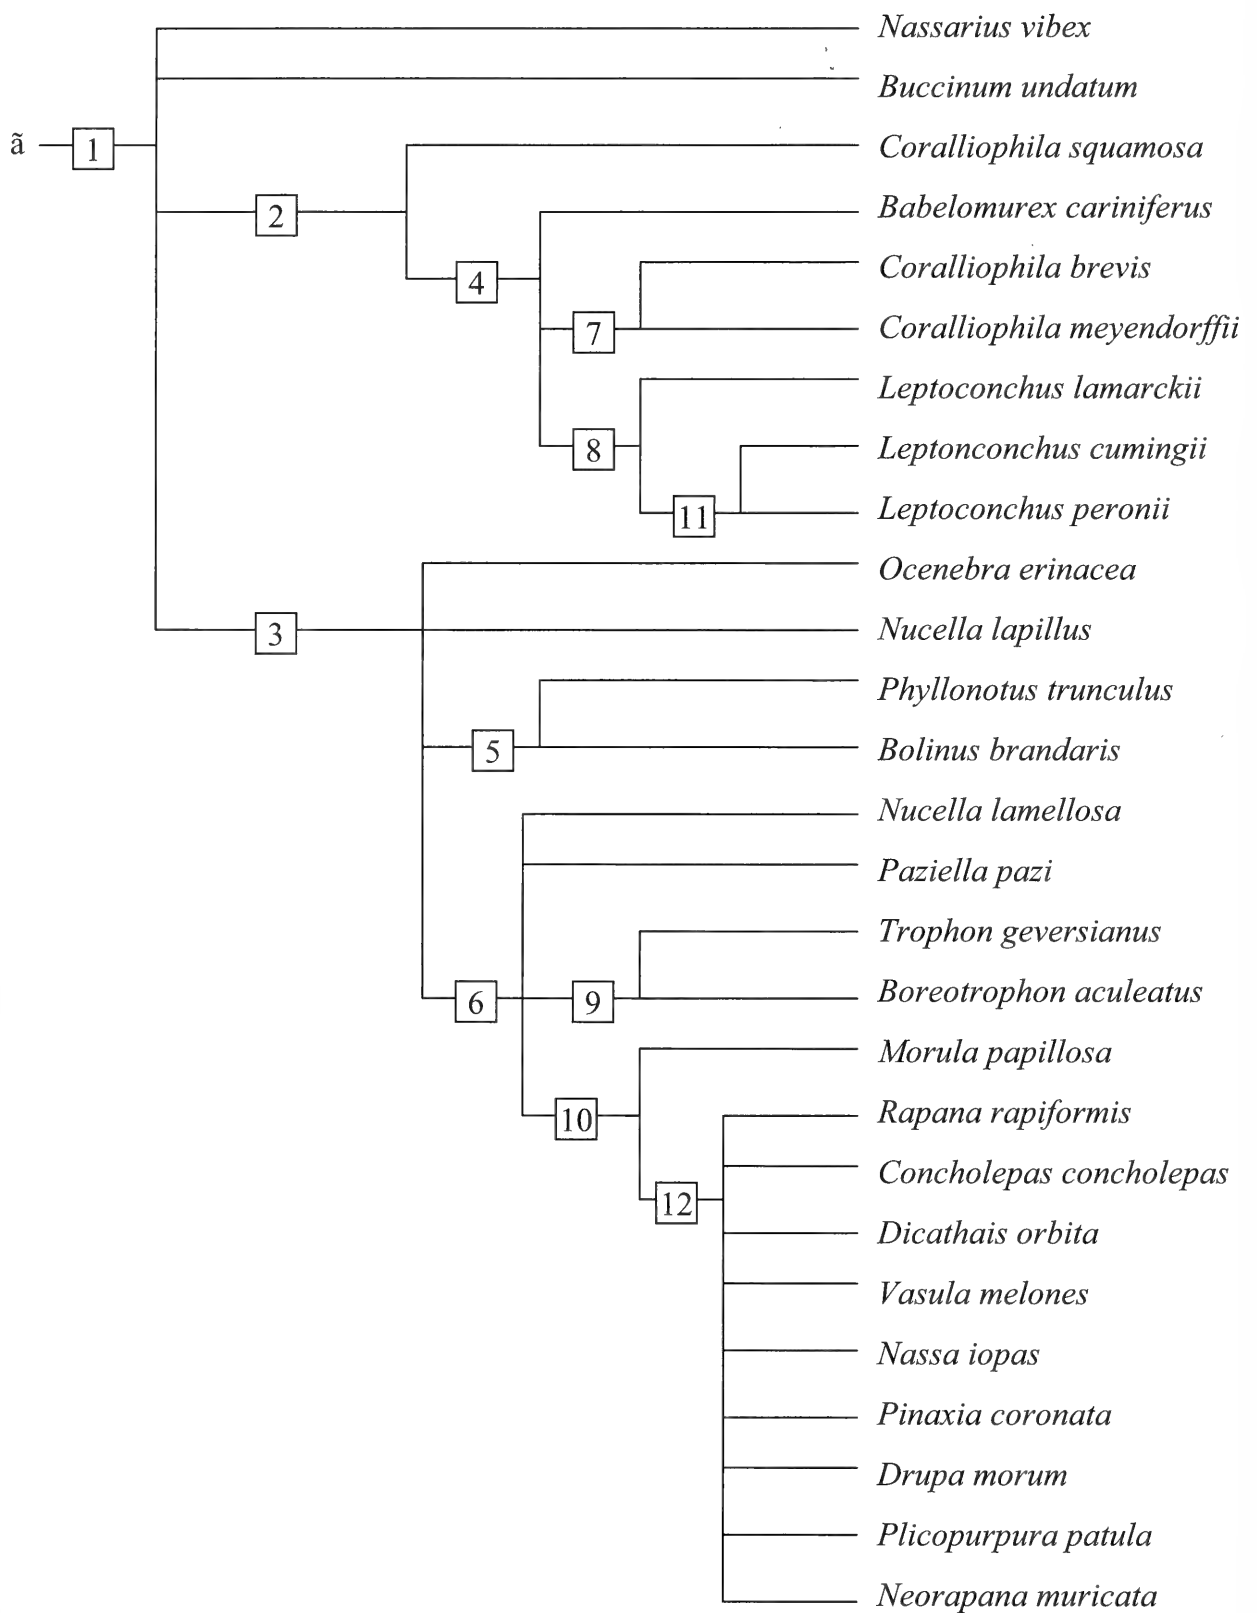 Nassarius vibex
Buccinum undatum
ã
1
Coralliophila squamosa
2
Babelomurex cariniferus
4
Coralliophila brevis
7
Coralliophila meyendorffii
Leptoconchus lamarckii
8
Leptonconchus cumingii
11
Leptoconchus peronii
Ocenebra erinacea
3
Nucella lapillus
Phyllonotus trunculus
5
Bolinus brandaris
Nucella lamellosa
Paziella pazi
Trophon geversianus
6
9
Boreotrophon aculeatus
Morula papillosa
10
Rapana rapiformis
Concholepas concholepas
12
Dicathais orbita
Vasula melones
Nassa iopas
Pinaxia coronata
Drupa morum
Plicopurpura patula
Neorapana muricata